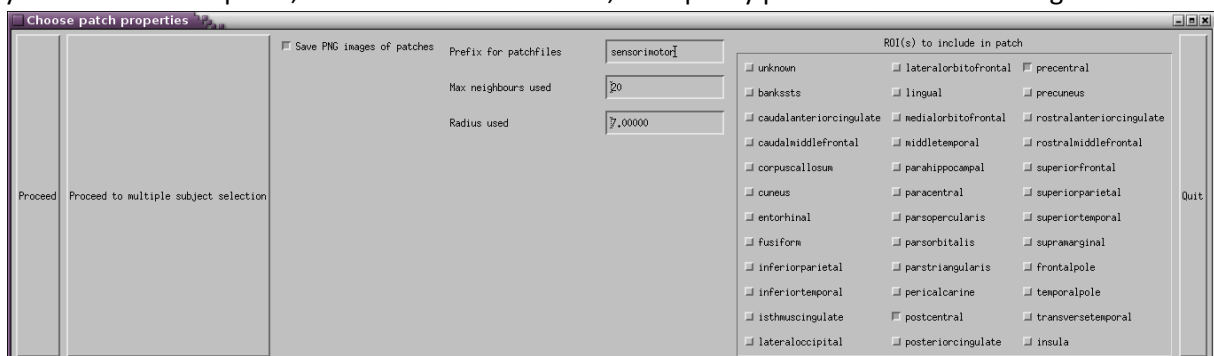 Choose patch properties
Proceed
Proceed to multiple subject selection
Save PNG images of patches
Prefix for patchfiles
sensorimotor
Max neighbours used
20
Radius used
7.00000
ROI(s) to include in patch
unknown
lateralorbitofrontal
precentral
bankssts
lingual
precuneus
caudalanteriorcingulate
medialorbitofrontal
rostralanteriorcingulate
caudalmiddlefrontal
middletemporal
rostralmiddlefrontal
corpuscallosum
parahippocampal
superiorfrontal
cuneus
paracentral
superiorparietal
entorhinal
parsopercularis
superiortemporal
fusiform
parsorbitalis
supramarginal
inferiorparietal
parstriangularis
frontalpole
inferiortemporal
pericalcarine
temporalpole
isthmuscingulate
postcentral
transversetemporal
lateraloccipital
posteriorcingulate
insula
Quit